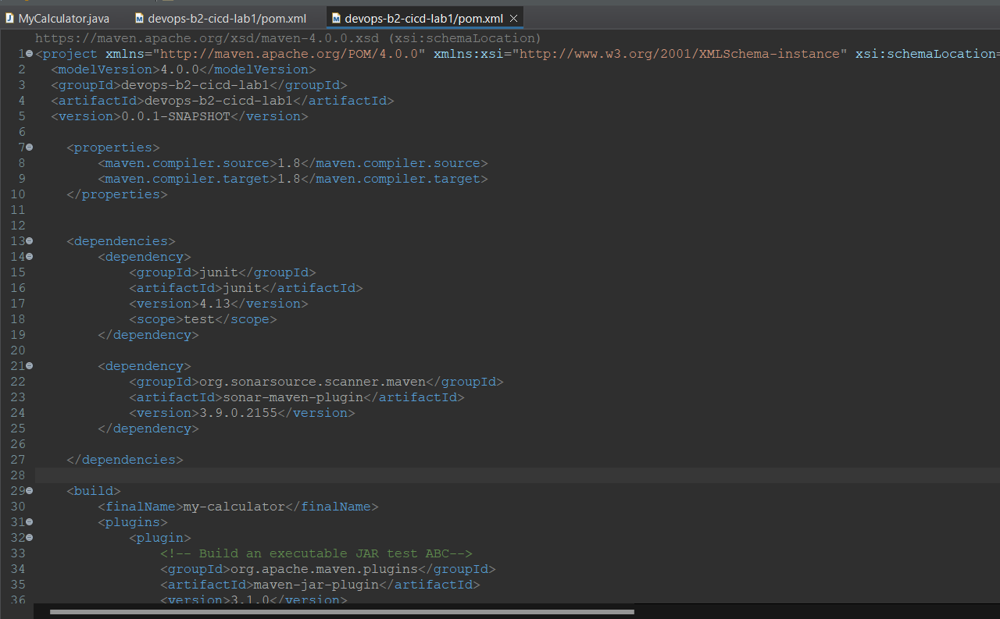 MyCalculator.java devops-b2-cicd-lab1/pom.xml devops-b2-cicd-lab1/pom.xml
https://maven.apache.org/xsd/maven-4.0.0.xsd (xsi:schemaLocation)
1 <project xmlns="http://maven.apache.org/POM/4.0.0" xmlns:xsi="http://www.w3.org/2001/XMLSchema-instance" xsi:schemaLocation=
2 <modelVersion>4.0.0</modelVersion>
3 <groupId>devops-b2-cicd-lab1</groupId>
4 <artifactId>devops-b2-cicd-lab1</artifactId>
5 <version>0.0.1-SNAPSHOT</version>
6
7 <properties>
8 <maven.compiler.source>1.8</maven.compiler.source>
9 <maven.compiler.target>1.8</maven.compiler.target>
10 </properties>
11
12
13 <dependencies>
14 <dependency>
15 <groupId>junit</groupId>
16 <artifactId>junit</artifactId>
17 <version>4.13</version>
18 <scope>test</scope>
19 </dependency>
20
21 <dependency>
22 <groupId>org.sonarsource.scanner.maven</groupId>
23 <artifactId>sonar-maven-plugin</artifactId>
24 <version>3.9.0.2155</version>
25 </dependency>
26
27 </dependencies>
28
29 <build>
30 <finalName>my-calculator</finalName>
31 <plugins>
32 <plugin>
33 <!-- Build an executable JAR test ABC-->
34 <groupId>org.apache.maven.plugins</groupId>
35 <artifactId>maven-jar-plugin</artifactId>
36 <version>3.1.0</version>